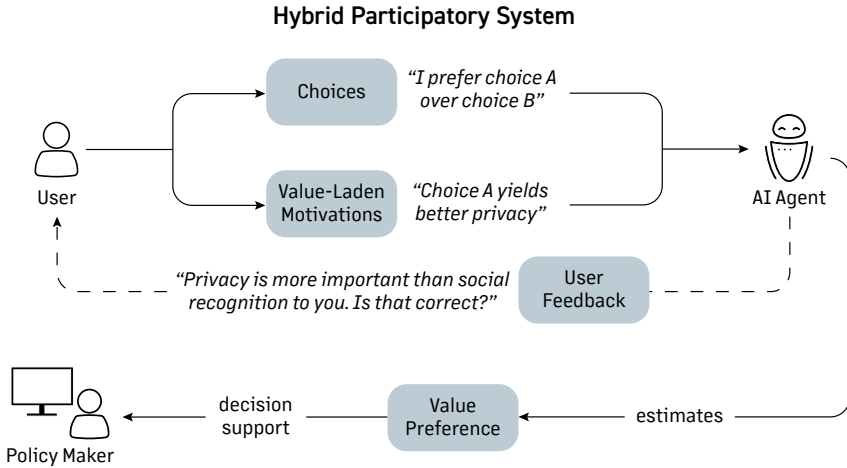 Hybrid Participatory System
Choices
“I prefer choice A
over choice B”
User
Value-Laden
Motivations
“Choice A yields
better privacy”
AI Agent
“Privacy is more important than social
recognition to you. Is that correct?”
User
Feedback
Policy Maker
decision
support
Value
Preference
estimates